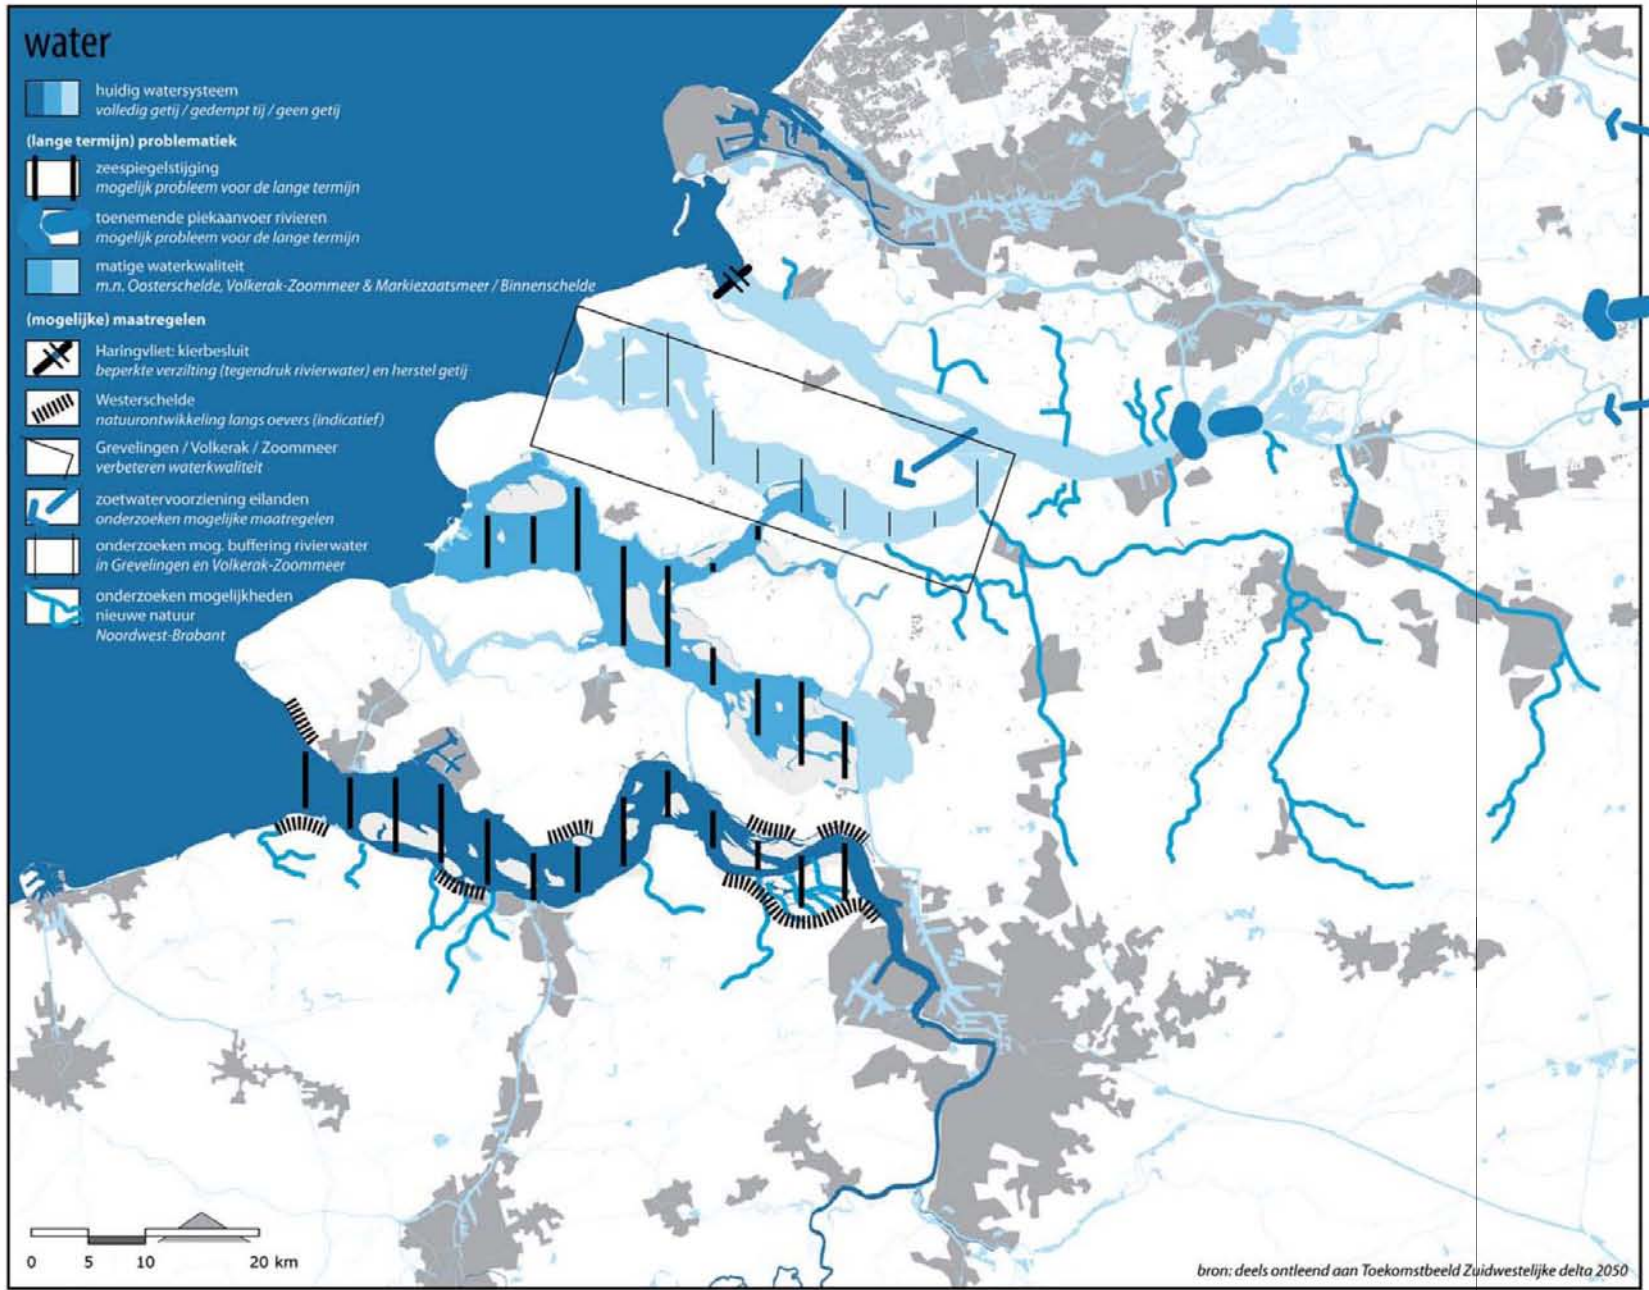 water
huidig watersysteem
volledig getij / gedempt tij / geen getij
(lange termijn) problematiek
zeespiegelstijging
mogelijk probleem voor de lange termijn
toenemende piekaanvoer rivieren
mogelijk probleem voor de lange termijn
matige waterkwaliteit
m.n. Oosterschelde, Volkerak-Zoommeer & Markiezaatsmeer / Binnenschelde
(mogelijke) maatregelen
Haringvliet: kierbesluit
beperkte verzilting (tegendruk rivierwater) en herstel getij
Westerschelde
natuurontwikkeling langs oevers (indicatief)
Grevelingen / Volkerak / Zoommeer
verbeteren waterkwaliteit
zoetwatervoorziening eilanden
onderzoeken mogelijke maatregelen
onderzoeken mog. buffering rivierwater
in Grevelingen en Volkerak-Zoommeer
onderzoeken mogelijkheden
nieuwe natuur
Noordwest-Brabant
0 5 10 20 km
bron: deels ontleend aan Toekomstbeeld Zuidwestelijke delta 2050